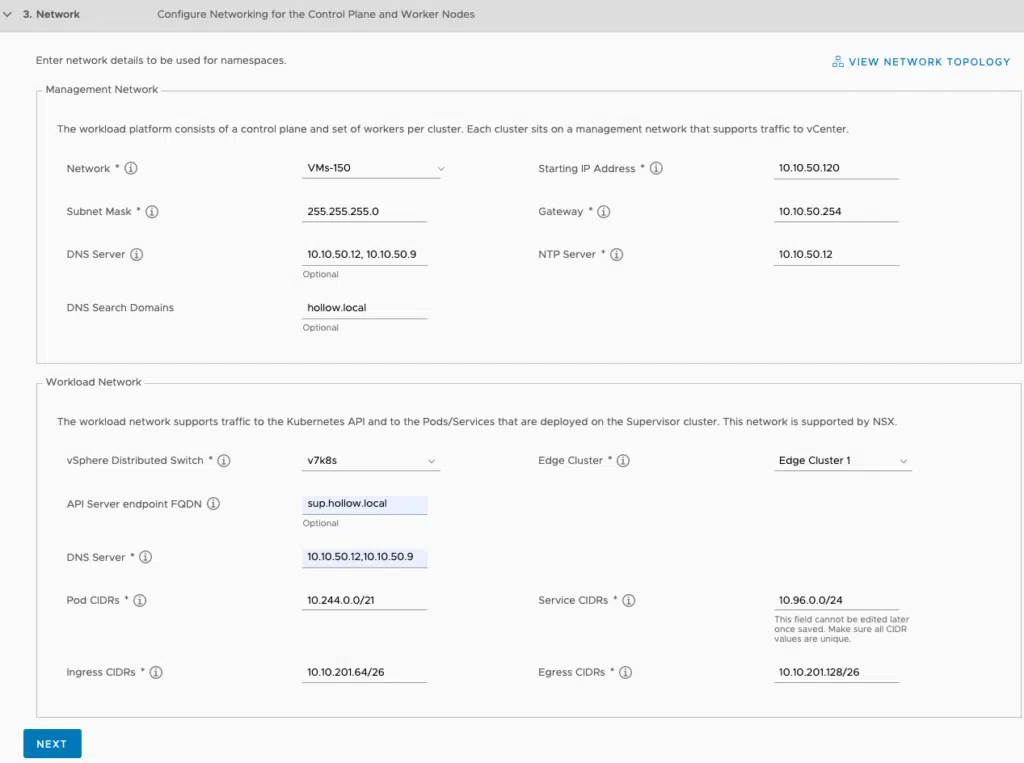 3. Network Configure Networking for the Control Plane and Worker Nodes
Enter network details to be used for namespaces.
VIEW NETWORK TOPOLOGY
Management Network
The workload platform consists of a control plane and set of workers per cluster. Each cluster sits on a management network that supports traffic to vCenter.
Network * VMs-150 Starting IP Address * 10.10.50.120
Subnet Mask * 255.255.255.0 Gateway * 10.10.50.254
DNS Server 10.10.50.12, 10.10.50.9 NTP Server * 10.10.50.12
Optional
DNS Search Domains hollow.local
Optional
Workload Network
The workload network supports traffic to the Kubernetes API and to the Pods/Services that are deployed on the Supervisor cluster. This network is supported by NSX.
vSphere Distributed Switch * v7k8s Edge Cluster * Edge Cluster 1
API Server endpoint FQDN sup.hollow.local
Optional
DNS Server * 10.10.50.12,10.10.50.9
Pod CIDRs * 10.244.0.0/21 Service CIDRs * 10.96.0.0/24
This field cannot be edited later
once saved. Make sure all CIDR
values are unique.
Ingress CIDRs * 10.10.201.64/26 Egress CIDRs * 10.10.201.128/26
NEXT